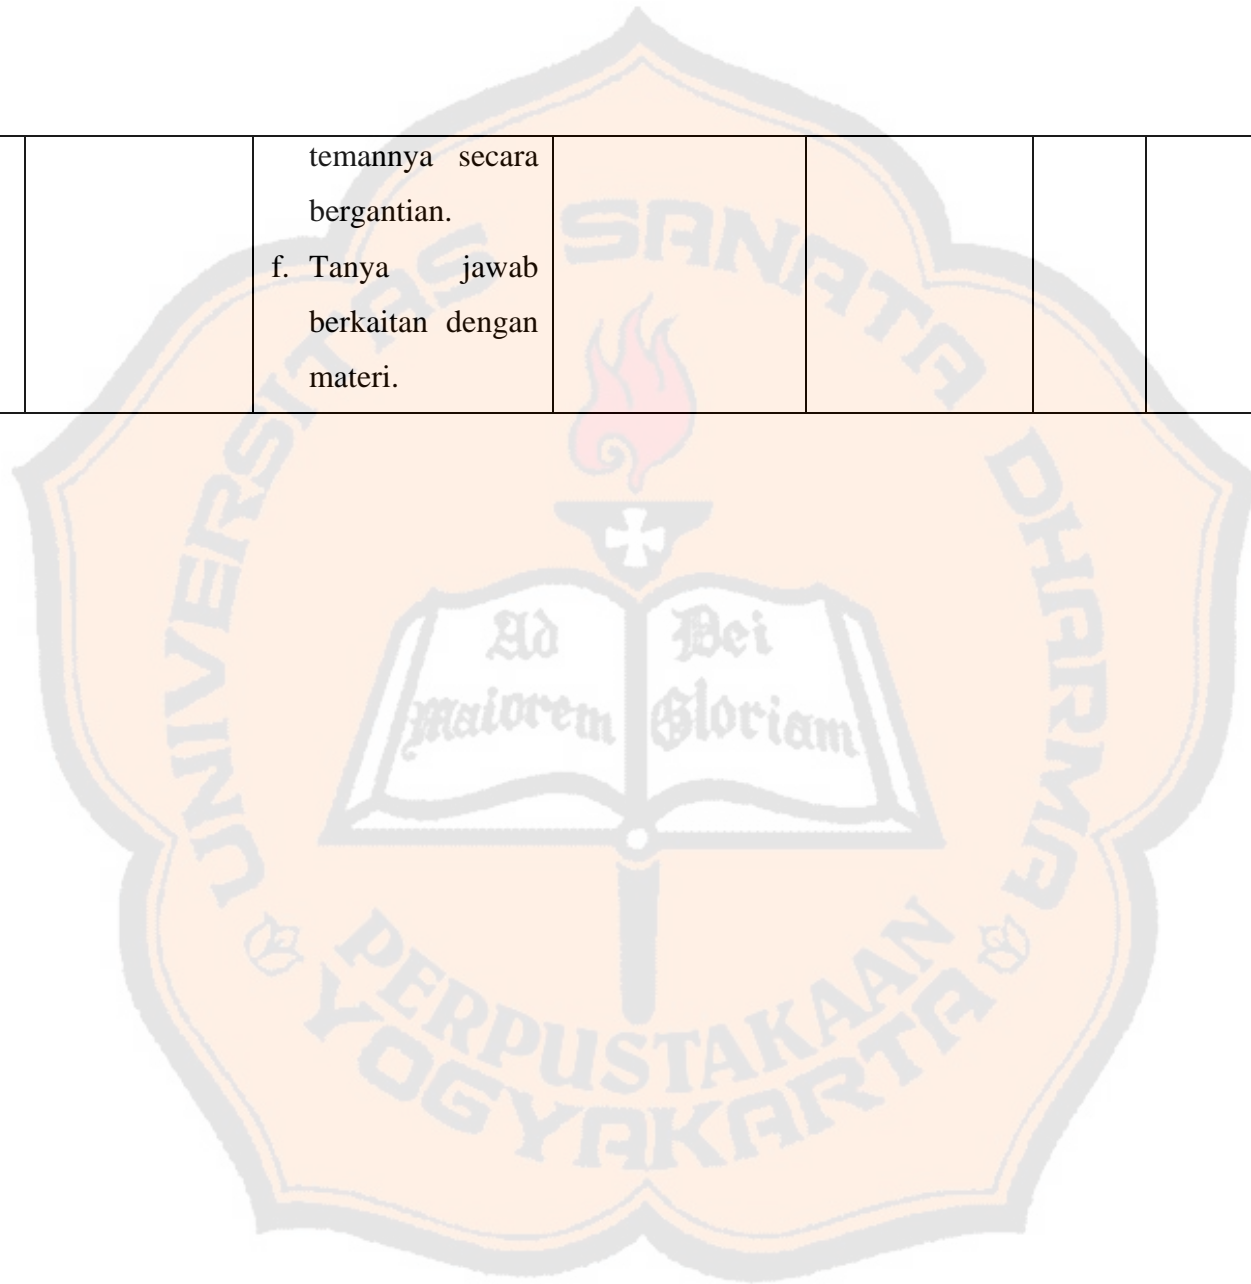 temannya secara
bergantian.
f. Tanya jawab
berkaitan dengan
materi.
UNIVERSITAS SANATA DHARMA
Ad
maiorem
Dei
Gloriam
PERPUSTAKAAN
YOGYAKARTA